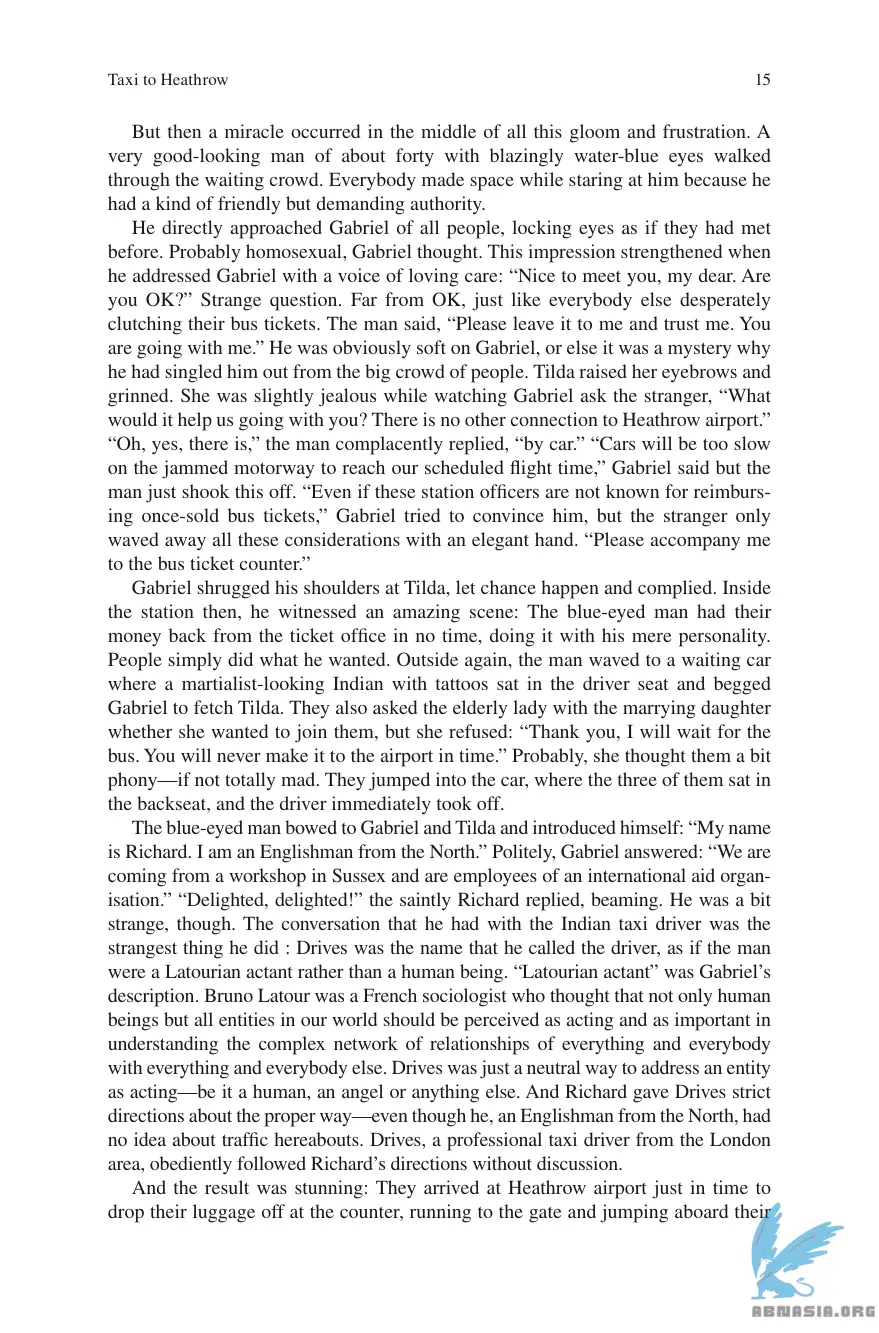 Taxi to Heathrow 15
But then a miracle occurred in the middle of all this gloom and frustration. A
very good-looking man of about forty with blazingly water-blue eyes walked
through the waiting crowd. Everybody made space while staring at him because he
had a kind of friendly but demanding authority.
He directly approached Gabriel of all people, locking eyes as if they had met
before. Probably homosexual, Gabriel thought. This impression strengthened when
he addressed Gabriel with a voice of loving care: “Nice to meet you, my dear. Are
you OK?” Strange question. Far from OK, just like everybody else desperately
clutching their bus tickets. The man said, “Please leave it to me and trust me. You
are going with me.” He was obviously soft on Gabriel, or else it was a mystery why
he had singled him out from the big crowd of people. Tilda raised her eyebrows and
grinned. She was slightly jealous while watching Gabriel ask the stranger, “What
would it help us going with you? There is no other connection to Heathrow airport.”
“Oh, yes, there is,” the man complacently replied, “by car.” “Cars will be too slow
on the jammed motorway to reach our scheduled flight time,” Gabriel said but the
man just shook this off. “Even if these station officers are not known for reimburs-
ing once-sold bus tickets,” Gabriel tried to convince him, but the stranger only
waved away all these considerations with an elegant hand. “Please accompany me
to the bus ticket counter.”
Gabriel shrugged his shoulders at Tilda, let chance happen and complied. Inside
the station then, he witnessed an amazing scene: The blue-eyed man had their
money back from the ticket office in no time, doing it with his mere personality.
People simply did what he wanted. Outside again, the man waved to a waiting car
where a martialist-looking Indian with tattoos sat in the driver seat and begged
Gabriel to fetch Tilda. They also asked the elderly lady with the marrying daughter
whether she wanted to join them, but she refused: “Thank you, I will wait for the
bus. You will never make it to the airport in time.” Probably, she thought them a bit
phony—if not totally mad. They jumped into the car, where the three of them sat in
the backseat, and the driver immediately took off.
The blue-eyed man bowed to Gabriel and Tilda and introduced himself: “My name
is Richard. I am an Englishman from the North.” Politely, Gabriel answered: “We are
coming from a workshop in Sussex and are employees of an international aid organ-
isation.” “Delighted, delighted!” the saintly Richard replied, beaming. He was a bit
strange, though. The conversation that he had with the Indian taxi driver was the
strangest thing he did : Drives was the name that he called the driver, as if the man
were a Latourian actant rather than a human being. “Latourian actant” was Gabriel’s
description. Bruno Latour was a French sociologist who thought that not only human
beings but all entities in our world should be perceived as acting and as important in
understanding the complex network of relationships of everything and everybody
with everything and everybody else. Drives was just a neutral way to address an entity
as acting—be it a human, an angel or anything else. And Richard gave Drives strict
directions about the proper way—even though he, an Englishman from the North, had
no idea about traffic hereabouts. Drives, a professional taxi driver from the London
area, obediently followed Richard’s directions without discussion.
And the result was stunning: They arrived at Heathrow airport just in time to
drop their luggage off at the counter, running to the gate and jumping aboard their
ABNASIA.ORG